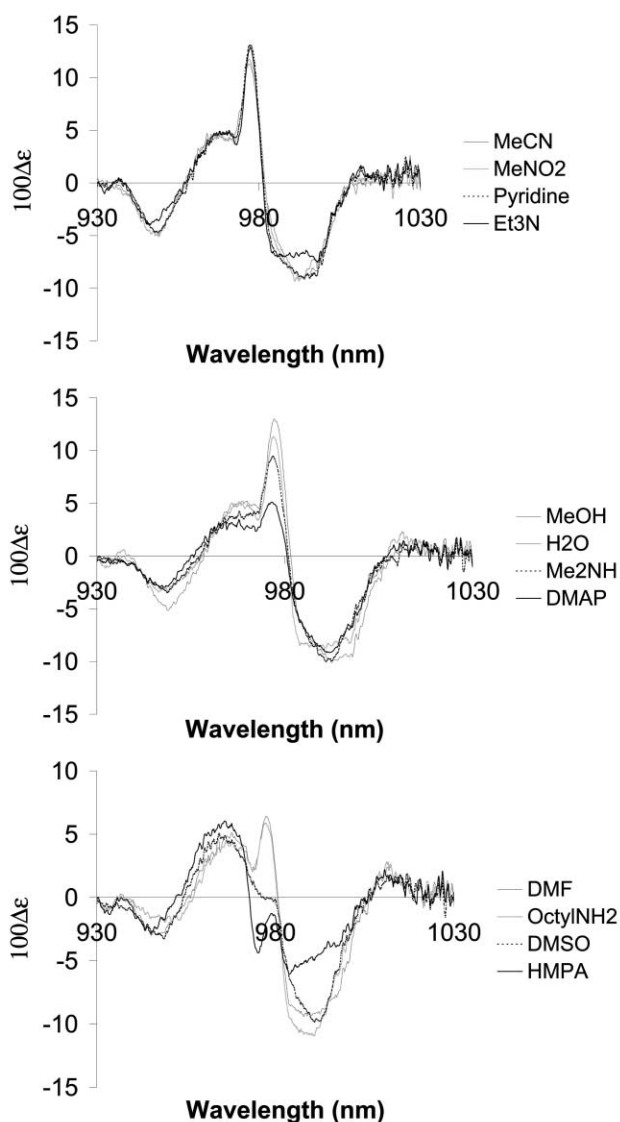 15
10
5
0
-5
-10
-15
930
980
1030
100Δε
Wavelength (nm)
MeCN
MeNO2
Pyridine
Et3N
15
10
5
0
-5
-10
-15
930
980
1030
100Δε
Wavelength (nm)
MeOH
H2O
Me2NH
DMAP
10
5
0
-5
-10
-15
930
980
1030
100Δε
Wavelength (nm)
DMF
OctylNH2
DMSO
HMPA